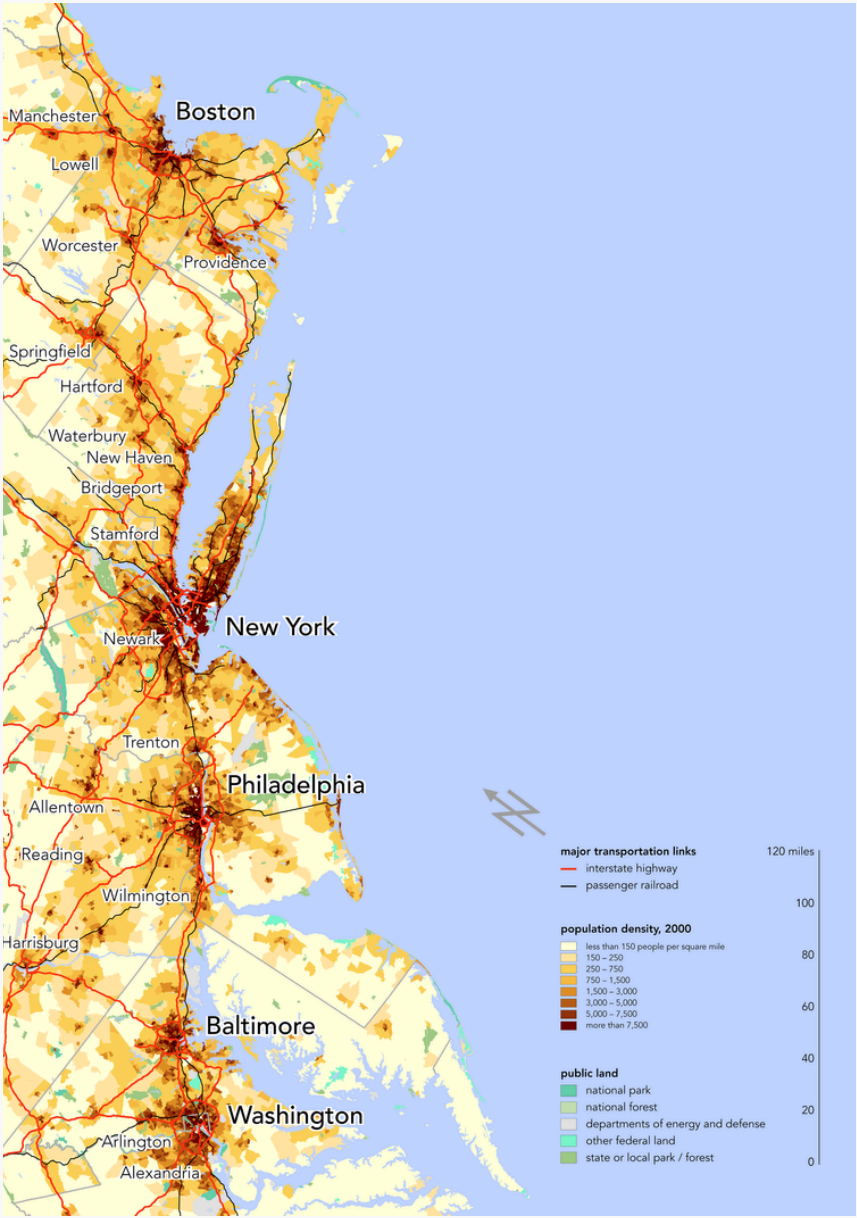 Boston
Manchester
Lowell
Worcester
Providence
Springfield
Hartford
Waterbury
New Haven
Bridgeport
Stamford
New York
Newark
Trenton
Philadelphia
Allentown
Reading
Wilmington
Harrisburg
Baltimore
Washington
Arlington
Alexandria
major transportation links
interstate highway
passenger railroad
population density, 2000
less than 150 people per square mile
150 – 250
250 – 750
750 – 1,500
1,500 – 3,000
3,000 – 5,000
5,000 – 7,500
more than 7,500
public land
national park
national forest
departments of energy and defense
other federal land
state or local park / forest
120 miles
100
80
60
40
20
0
N